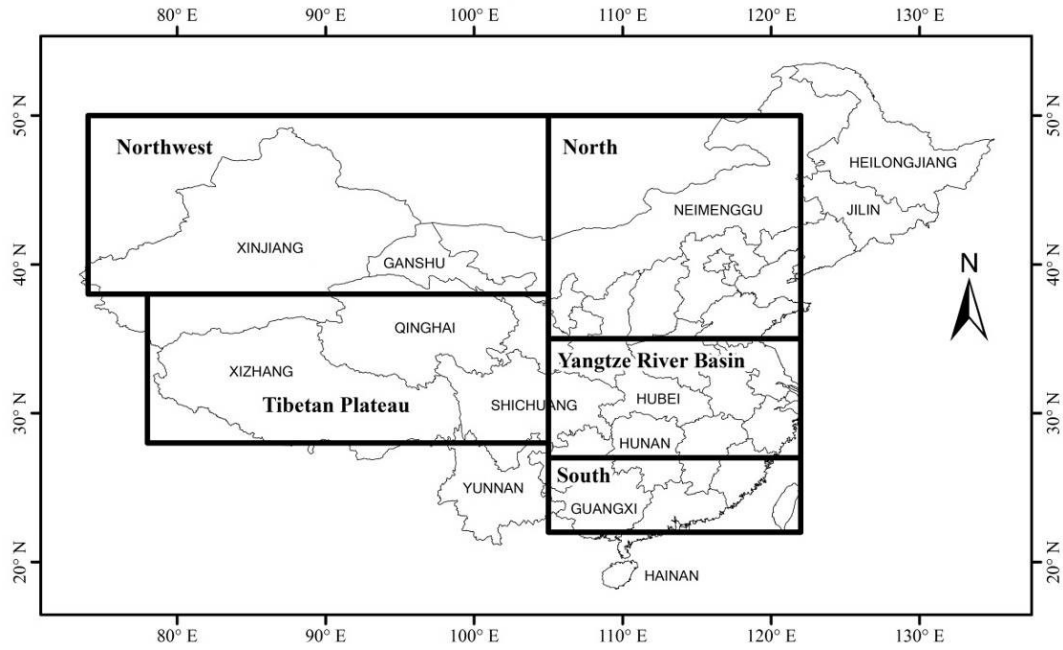 80° E 90° E 100° E 110° E 120° E 130° E
50° N 50° N
Northwest North
HEILONGJIANG
NEIMENGGU JILIN
XINJIANG
GANSHU
40° N 40° N
N
QINGHAI
Yangtze River Basin
XIZHANG
Tibetan Plateau SHICHUANG HUBEI
30° N 30° N
HUNAN
South
YUNNAN GUANGXI
20° N 20° N
HAINAN
80° E 90° E 100° E 110° E 120° E 130° E